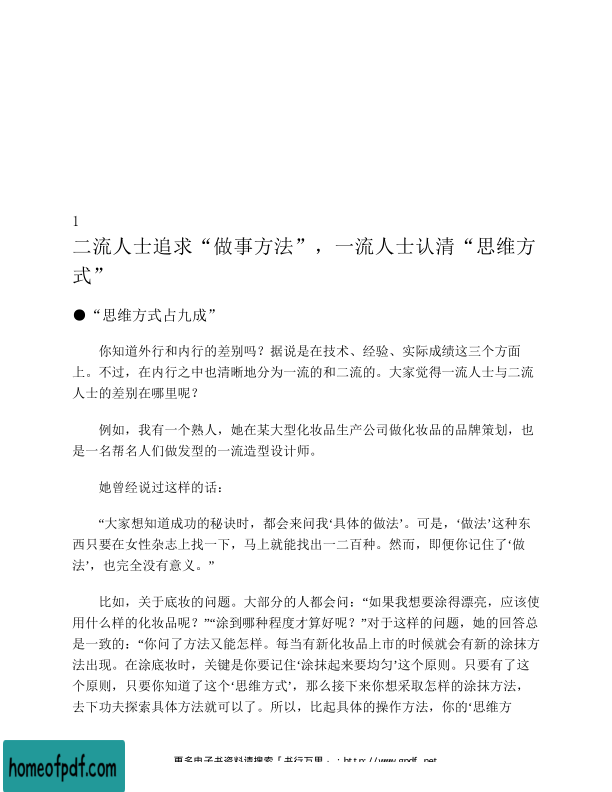 1
二流人士追求“做事方法”，一流人士认清“思维方
式”
●“思维方式占九成”
你知道外行和内行的差别吗？据说是在技术、经验、实际成绩这三个方面
上。不过，在内行之中也清晰地分为一流的和二流的。大家觉得一流人士与二流
人士的差别在哪里呢？
例如，我有一个熟人，她在某大型化妆品生产公司做化妆品的品牌策划，也
是一名帮名人们做发型的一流造型设计师。
她曾经说过这样的话：
“大家想知道成功的秘诀时，都会来问我‘具体的做法’。可是，‘做法’这种东
西只要在女性杂志上找一下，马上就能找出一二百种。然而，即便你记住了‘做
法’，也完全没有意义。”
比如，关于底妆的问题。大部分的人都会问：“如果我想要涂得漂亮，应该使
用什么样的化妆品呢？”“涂到哪种程度才算好呢？”对于这样的问题，她的回答总
是一致的：“你问了方法又能怎样。每当有新化妆品上市的时候就会有新的涂抹方
法出现。在涂底妆时，关键是你要记住‘涂抹起来要均匀’这个原则。只要有了这
个原则，只要你知道了这个‘思维方式’，那么接下来你想采取怎样的涂抹方法，
去下功夫探索具体方法就可以了。所以，比起具体的操作方法，你的‘思维方
更多电子书资料请搜索「书行万里」：http://www.gpdf.net
homeofpdf.com